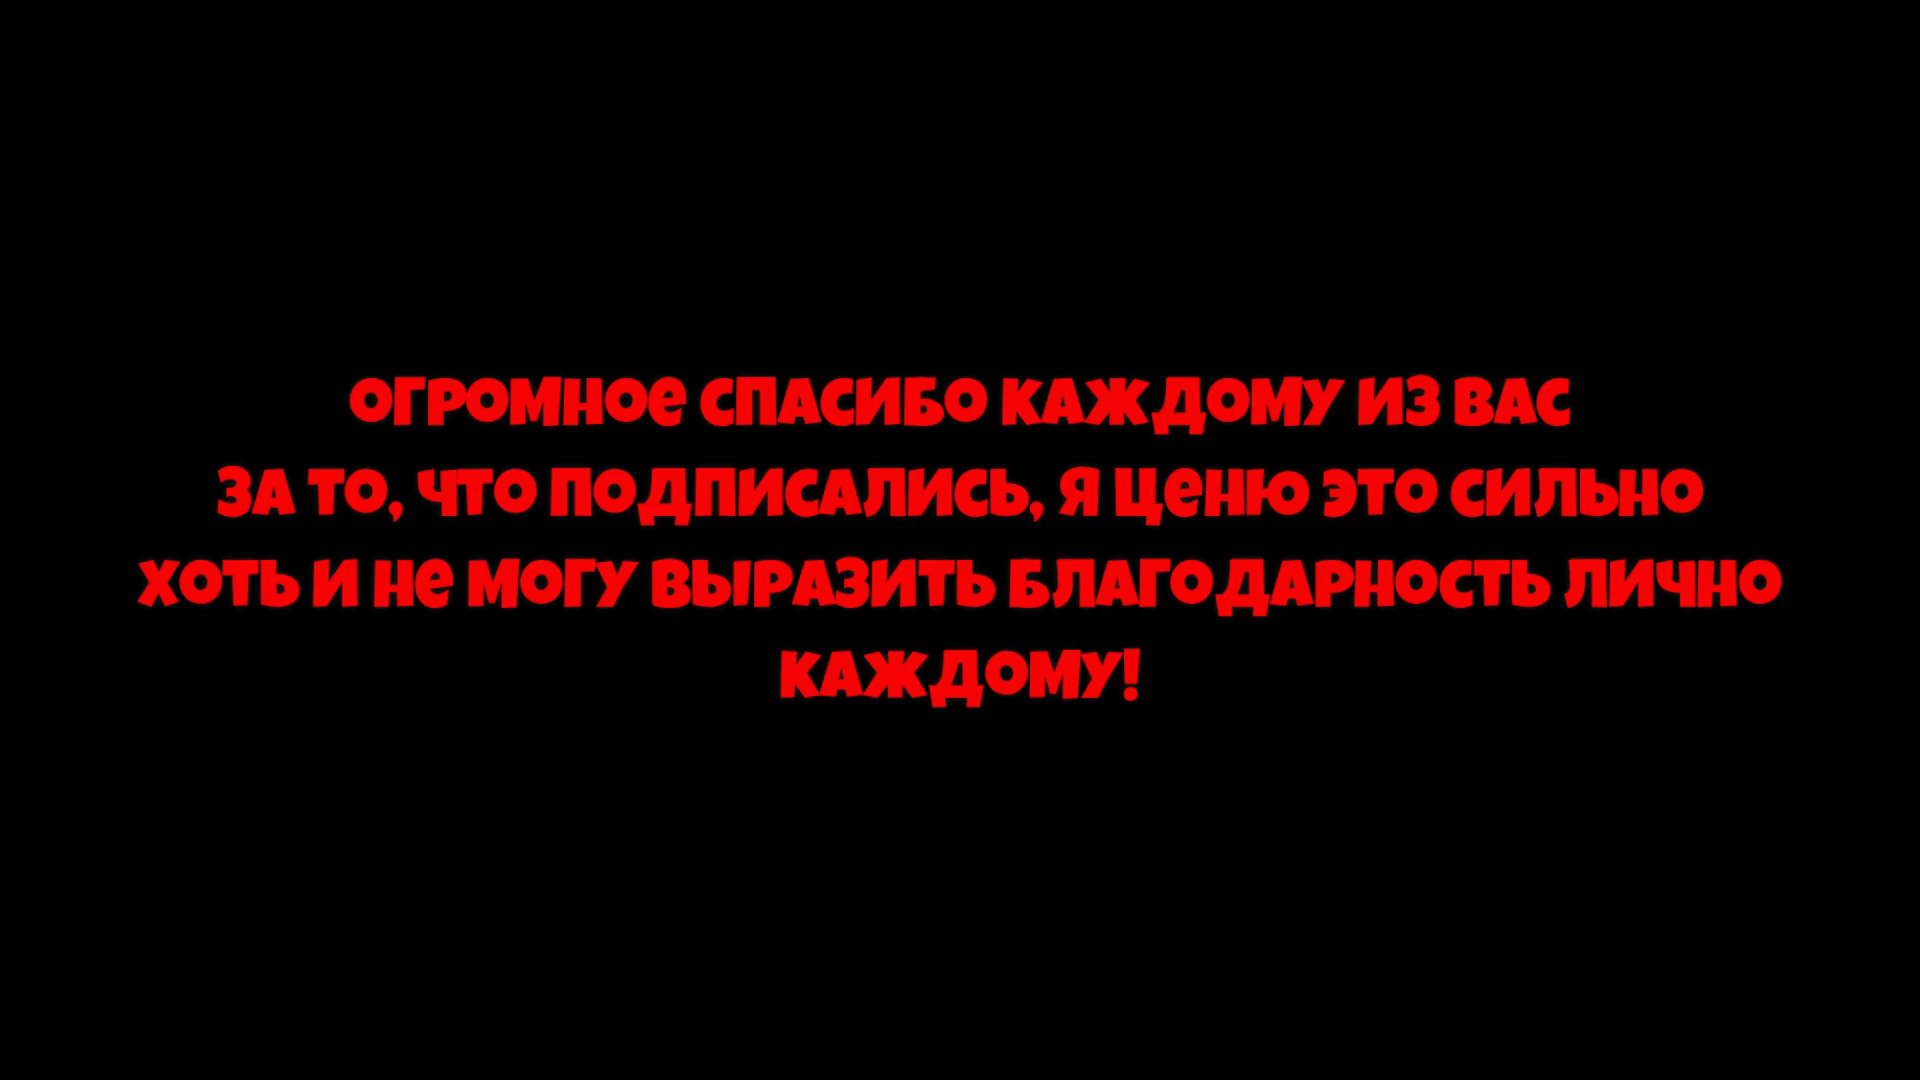 ОГРОМНОЕ СПАСИБО КАЖДОМУ ИЗ ВАС
ЗА ТО, ЧТО ПОДПИСАЛИСЬ, Я ЦЕНЮ ЭТО СИЛЬНО
ХОТЬ И НЕ МОГУ ВЫРАЗИТЬ БЛАГОДАРНОСТЬ ЛИЧНО
КАЖДОМУ!